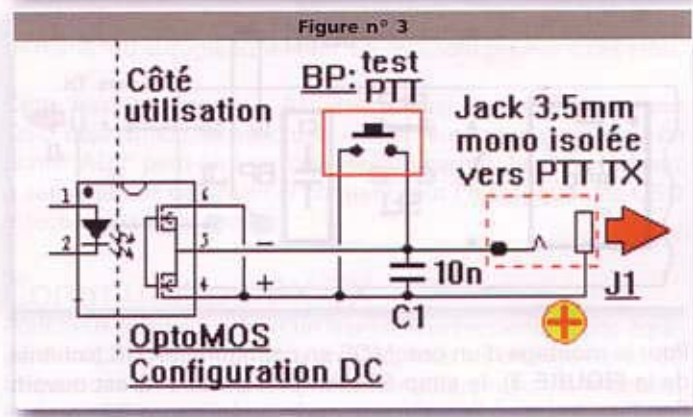 Figure n° 3
Côté
utilisation
BP: test
PTT
Jack 3,5mm
mono isolée
vers PTT TX
1
2
6
5
4
−
+
10n
C1
J1
+
OptoMOS
Configuration DC